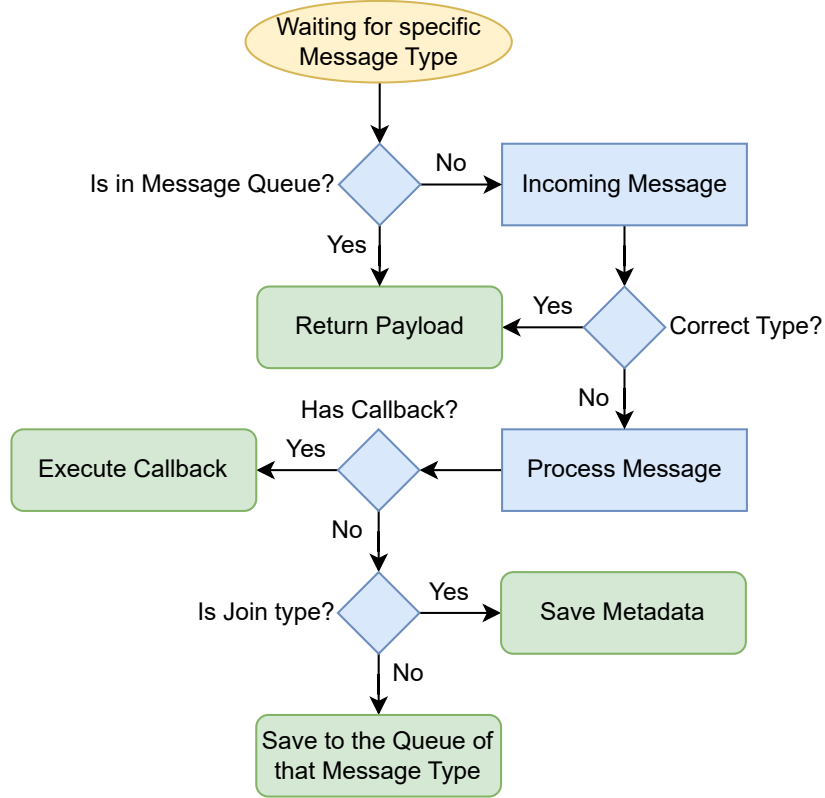 Waiting for specific
Message Type
Is in Message Queue?
No
Incoming Message
Yes
Return Payload
Yes
Correct Type?
No
Has Callback?
Execute Callback
Yes
Process Message
No
Is Join type?
Yes
Save Metadata
No
Save to the Queue of
that Message Type